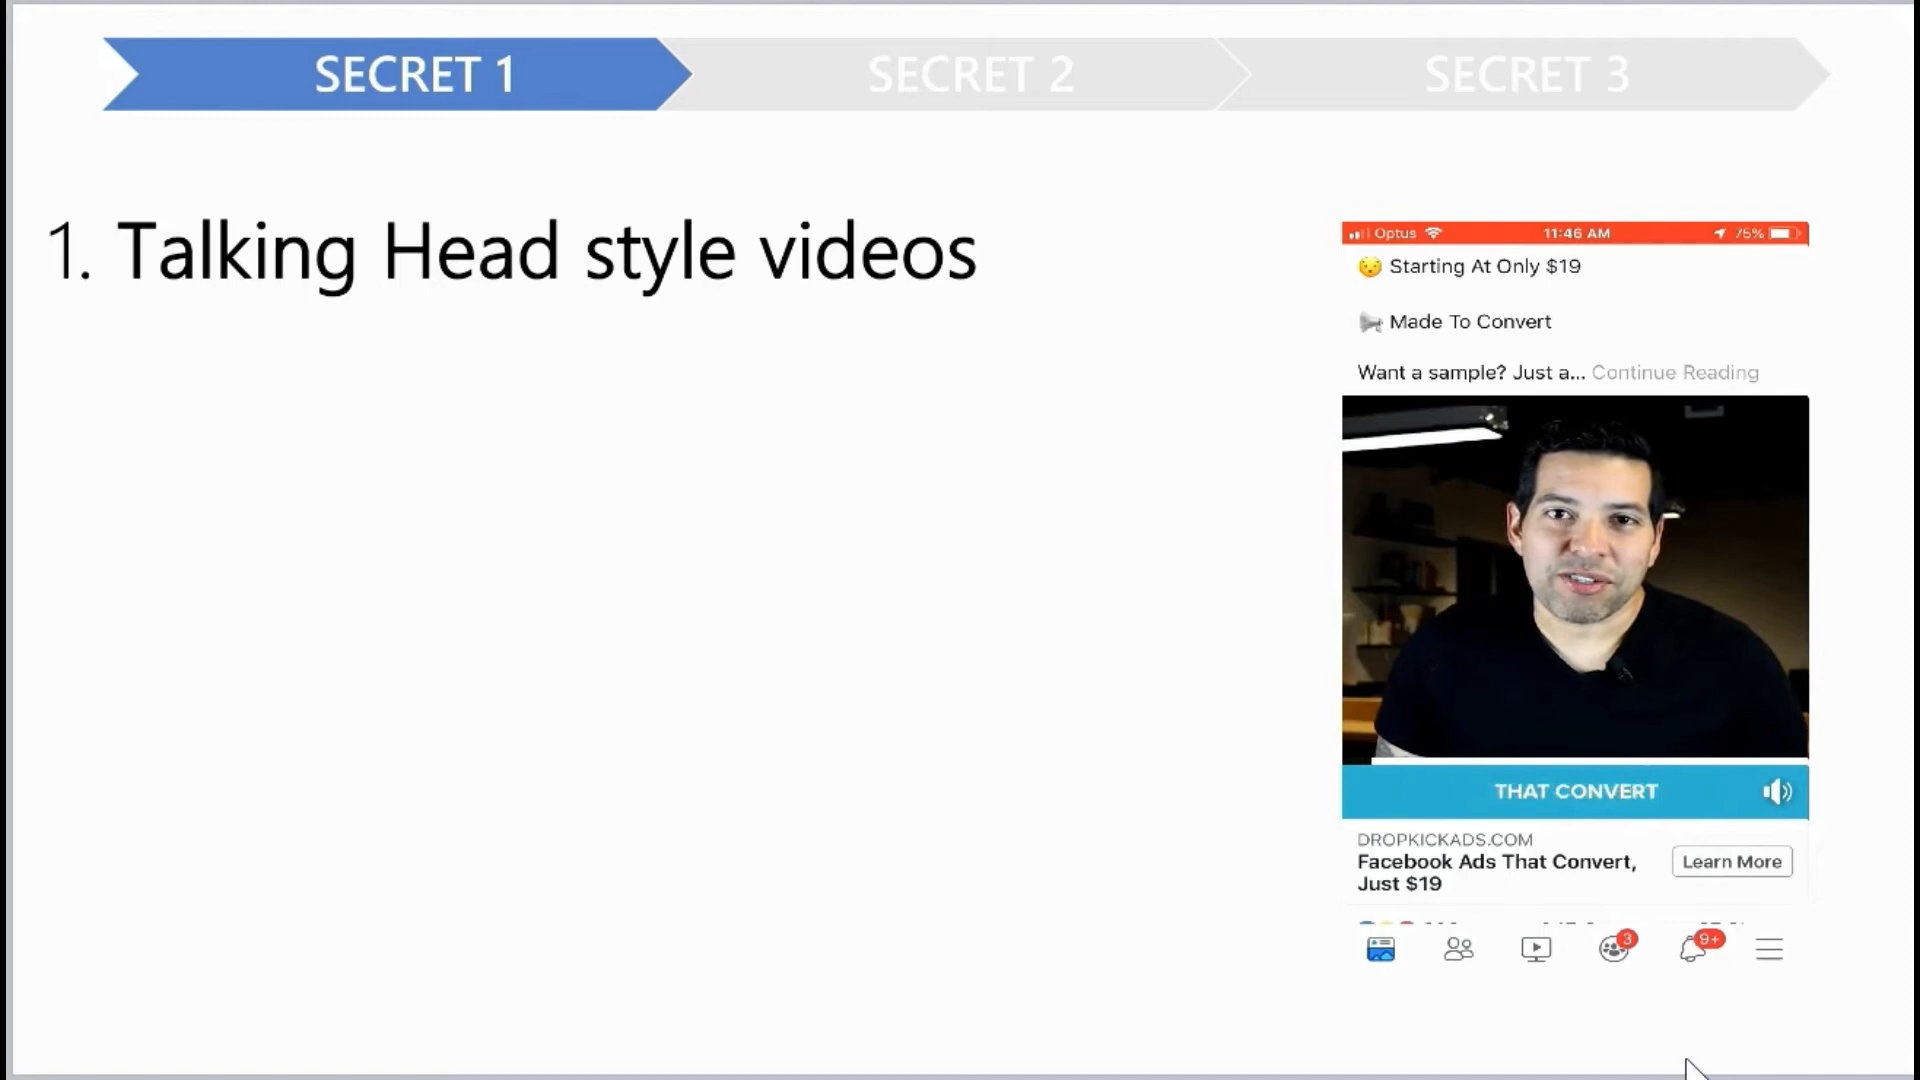 SECRET 1
SECRET 2
SECRET 3
1. Talking Head style videos
Optus 11:46 AM 75%
Starting At Only $19
Made To Convert
Want a sample? Just a... Continue Reading
THAT CONVERT
DROPKICKADS.COM
Facebook Ads That Convert,
Just $19
Learn More
3
9+